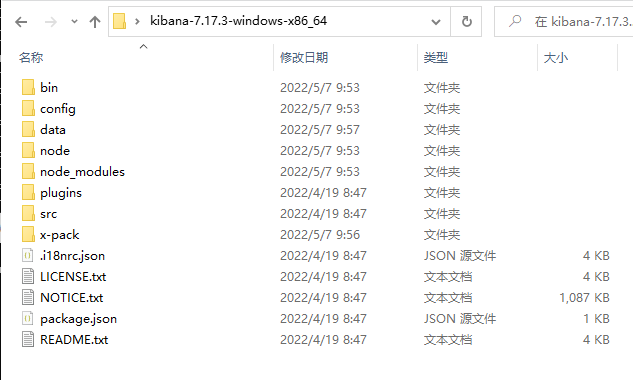 kibana-7.17.3-windows-x86_64
在 kibana-7.17.3
名称 修改日期 类型 大小
bin 2022/5/7 9:53 文件夹
config 2022/5/7 9:53 文件夹
data 2022/5/7 9:57 文件夹
node 2022/5/7 9:53 文件夹
node_modules 2022/5/7 9:53 文件夹
plugins 2022/4/19 8:47 文件夹
src 2022/4/19 8:47 文件夹
x-pack 2022/5/7 9:56 文件夹
.i18nrc.json 2022/4/19 8:47 JSON 源文件 4 KB
LICENSE.txt 2022/4/19 8:47 文本文档 4 KB
NOTICE.txt 2022/4/19 8:47 文本文档 1,087 KB
package.json 2022/4/19 8:47 JSON 源文件 1 KB
README.txt 2022/4/19 8:47 文本文档 4 KB